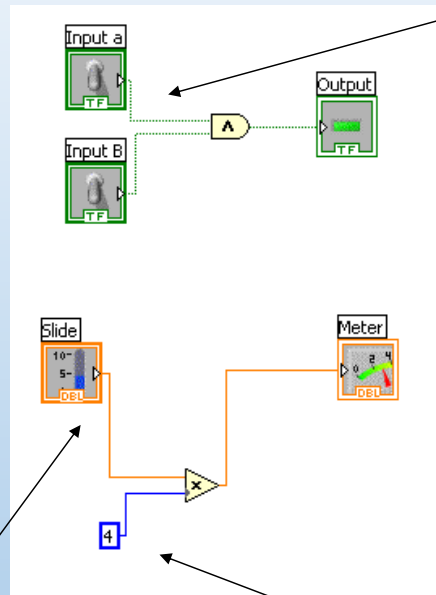 Input a
TF
Output
TF
Input B
TF
Slide
10-
5-
DBL
Meter
0 2 4
DBL
x
4